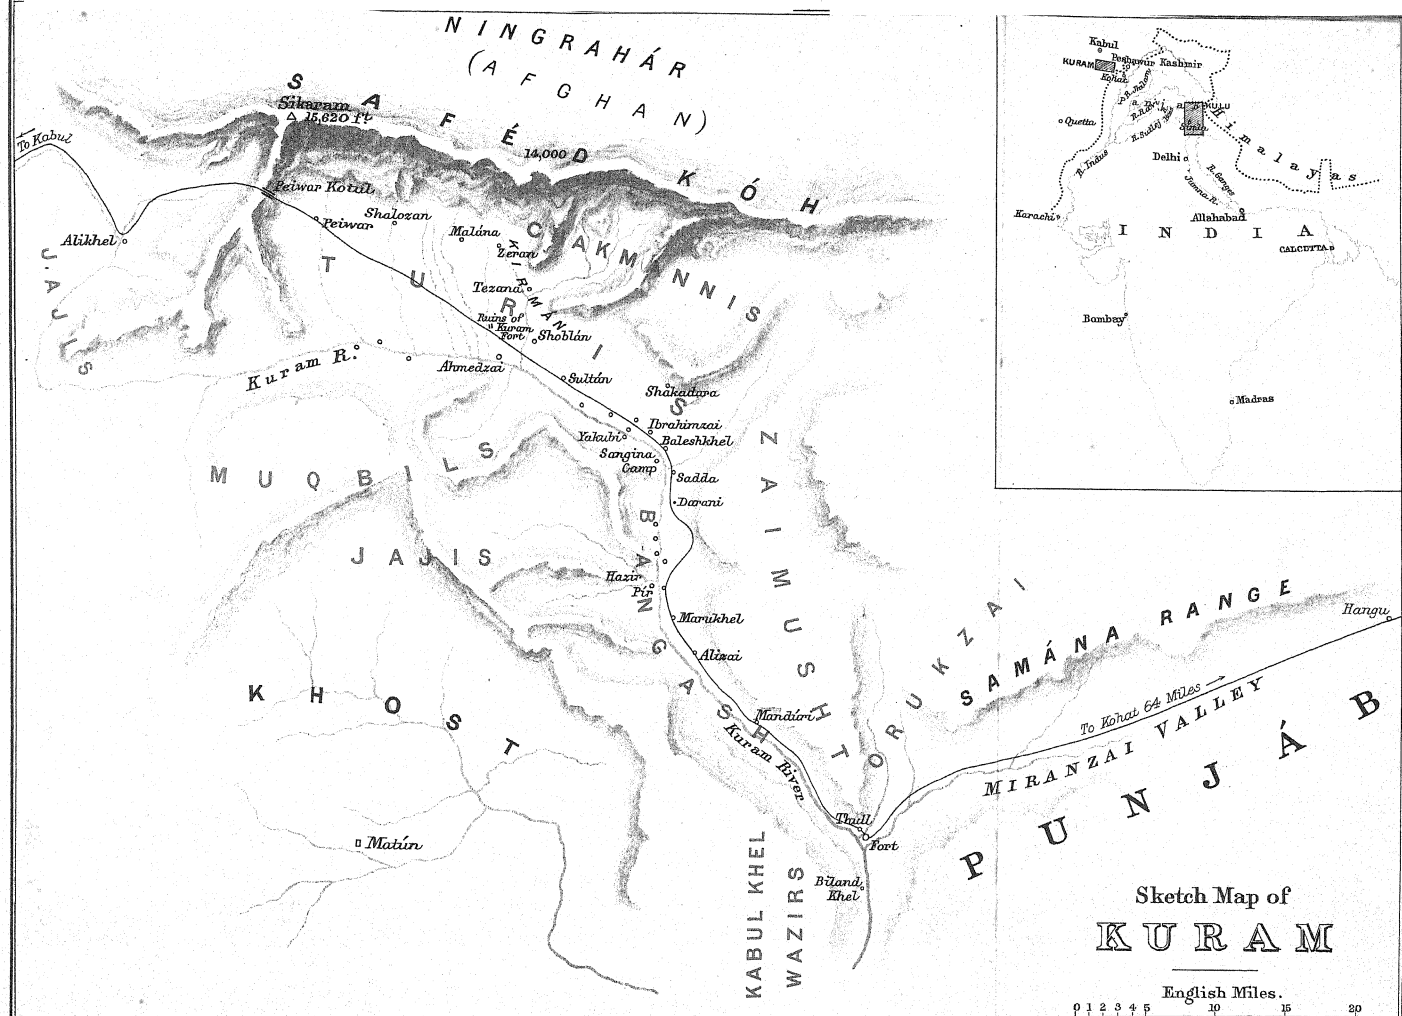 NINGRAHÁR
(AFGHAN)
SAFÉD KÓH
Sikaram
15,620 ft
14,000
To Kabul
Peiwar Kotul
Peiwar
Shalozan
Alikhel
JAJIS
Malána
Zeran
KIRMÁN
CHAKMANNIS
TURIS
Tezana
Ruins of
Kuram
Fort
Shoblán
Kuram R.
Ahmedzai
Sultán
Shakadara
Ibrahimzai
Yakubi
Baleshkhel
Sangina
Camp
Sadda
Darani
MUQBILS
JAJIS
ZAIMUSHT
BANGASH
Hazir
Pir
Marukhel
Alizai
Mandúri
Kuram River
KHOST
Matún
ORUKZAI
SAMÁNA RANGE
Hangu
To Kohat 64 Miles
MIRANZAI VALLEY
PUNJÁB
Thull
Fort
Biland
Khel
KABUL KHEL
WAZIRS
Kabul
KURAM
Peshawur
Kashmir
Kohat
KULU
Simla
Quetta
R. Sutlej
R. Indus
Himalayas
Delhi
R. Ganges
Jumna R.
Karachi
Allahabad
INDIA
CALCUTTA
Bombay
Madras
Sketch Map of
KURAM
English Miles.
0 1 2 3 4 5 10 15 20